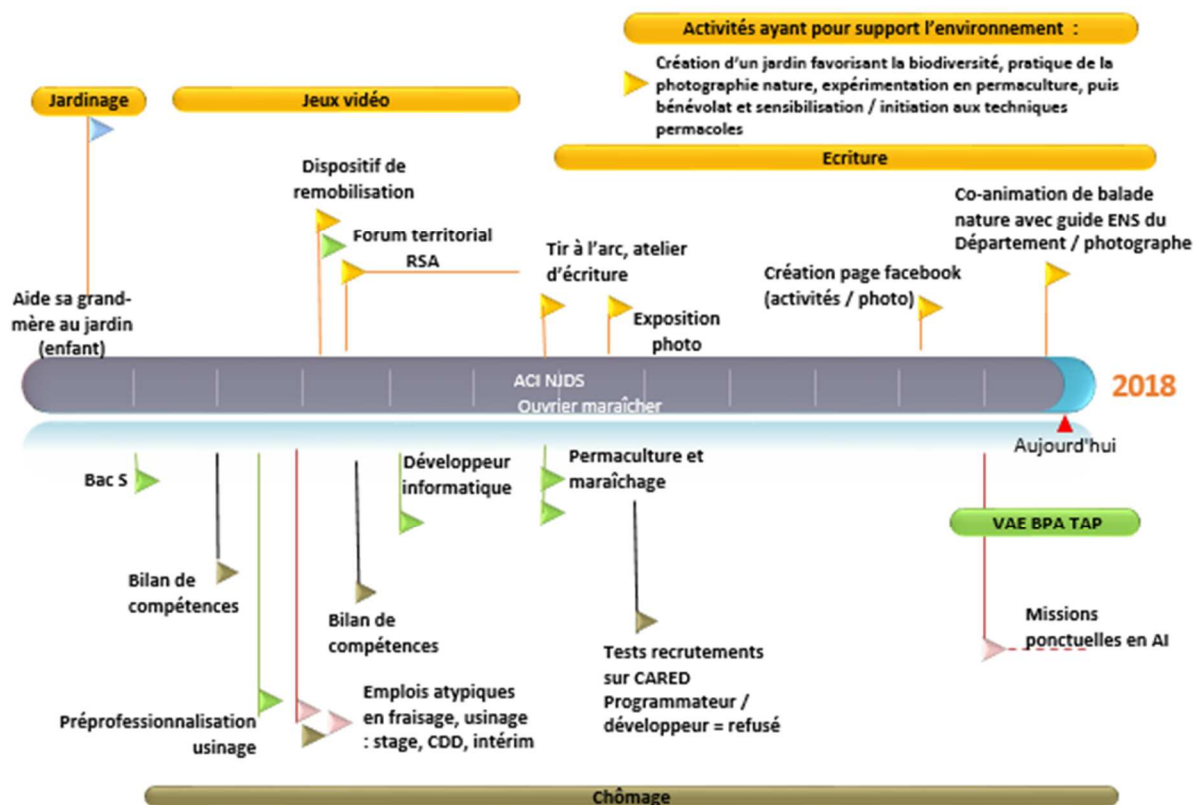 Activités ayant pour support l'environnement :
Création d'un jardin favorisant la biodiversité, pratique de la
photographie nature, expérimentation en permaculture, puis
bénévolat et sensibilisation / initiation aux techniques
permacoles
Jardinage
Jeux vidéo
Ecriture
Dispositif de
remobilisation
Forum territorial
RSA
Tir à l'arc, atelier
d'écriture
Exposition
photo
Création page facebook
(activités / photo)
Co-animation de balade
nature avec guide ENS du
Département / photographe
Aide sa grand-
mère au jardin
(enfant)
ACI NJDS
Ouvrier maraîcher
2018
Aujourd'hui
Bac S
Bilan de
compétences
Préprofessionnalisation
usinage
Emplois atypiques
en fraisage, usinage
: stage, CDD, intérim
Bilan de
compétences
Développeur
informatique
Permaculture et
maraîchage
Tests recrutements
sur CARED
Programmateur /
développeur = refusé
VAE BPA TAP
Missions
ponctuelles en AI
Chômage